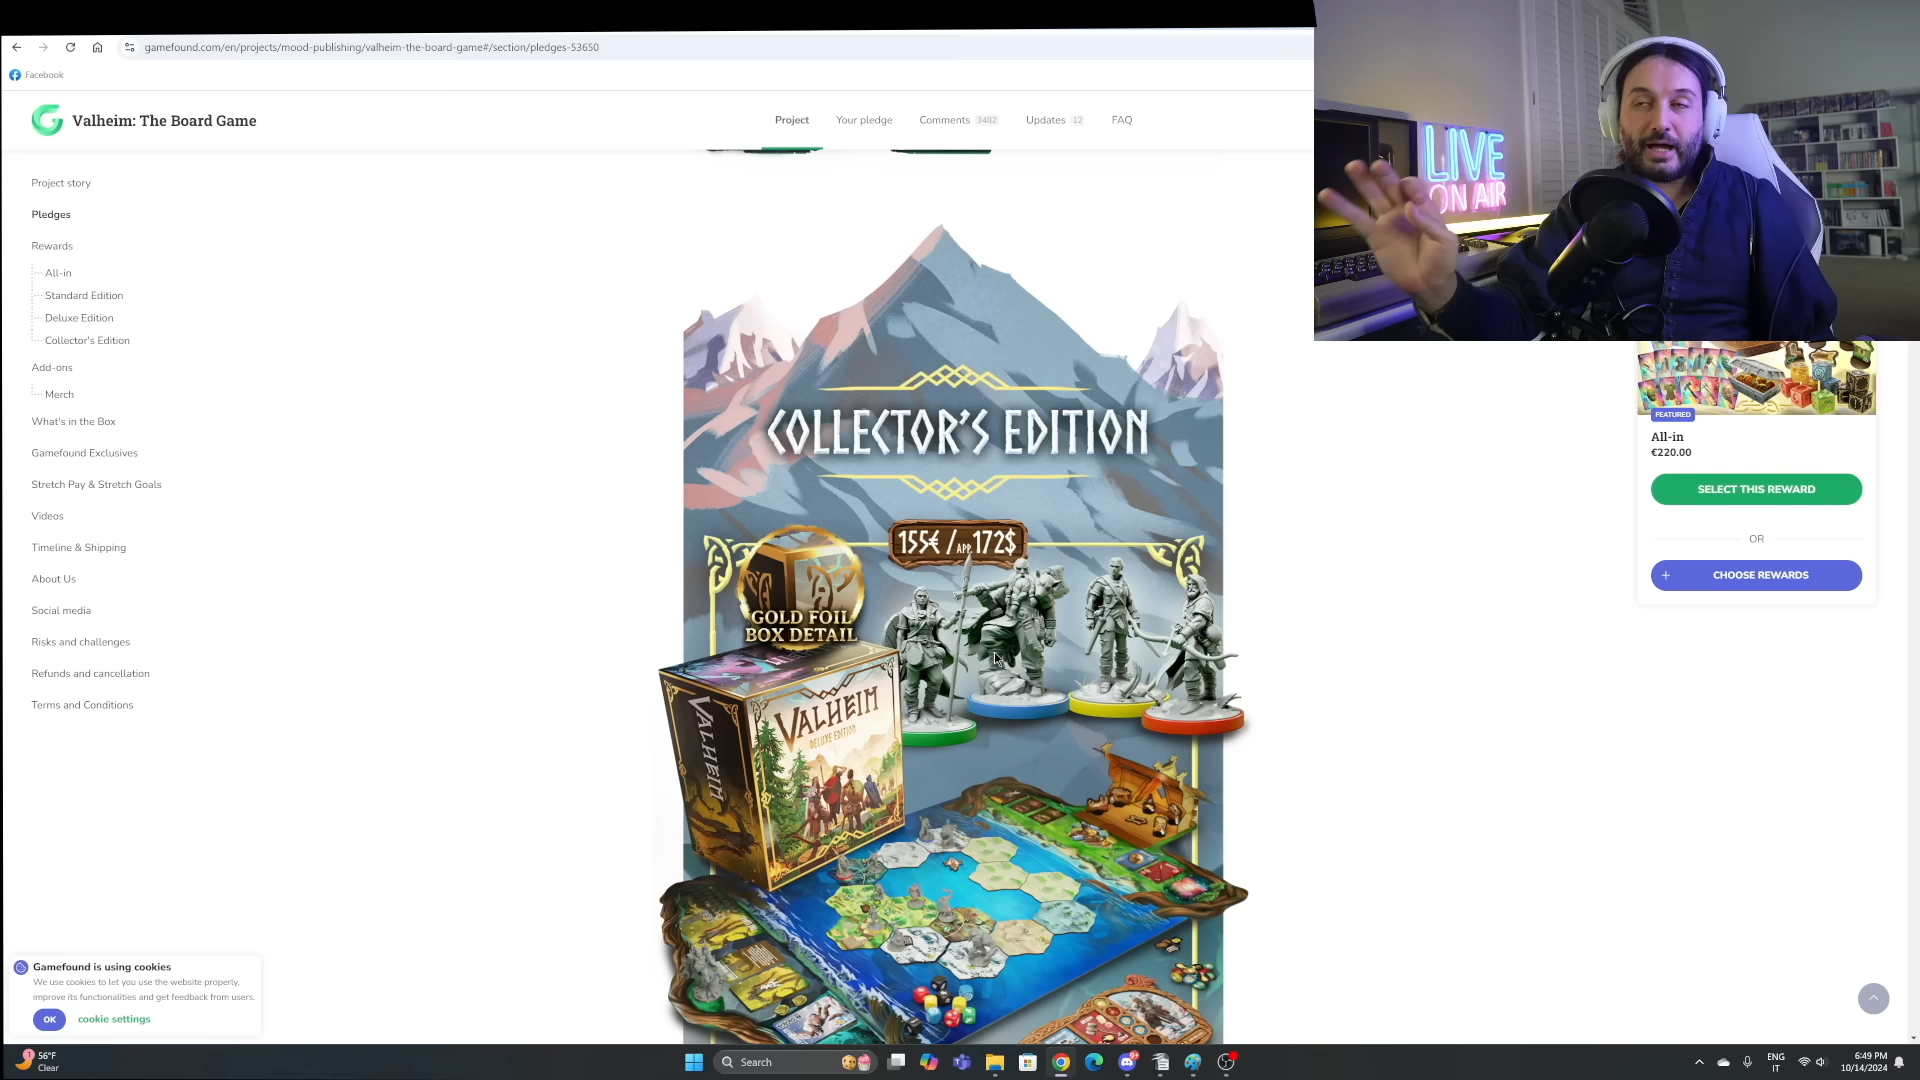 gamefound.com/en/projects/mood-publishing/valheim-the-board-game#/section/pledges-53650
Facebook
Valheim: The Board Game
Project
Your pledge
Comments 3482
Updates 12
FAQ
Project story
Pledges
Rewards
All-in
Standard Edition
Deluxe Edition
Collector's Edition
Add-ons
Merch
What's in the Box
Gamefound Exclusives
Stretch Pay & Stretch Goals
Videos
Timeline & Shipping
About Us
Social media
Risks and challenges
Refunds and cancellation
Terms and Conditions
Gamefound is using cookies
We use cookies to let you use the website properly,
improve its functionalities and get feedback from users.
OK
cookie settings
COLLECTOR'S EDITION
155€ / APP. 172$
GOLD FOIL
BOX DETAIL
VALHEIM
VALHEIM
DELUXE EDITION
LIVE
ON AIR
FEATURED
All-in
€220.00
SELECT THIS REWARD
OR
+ CHOOSE REWARDS
1
56°F
Clear
Search
ENG
IT
6:49 PM
10/14/2024